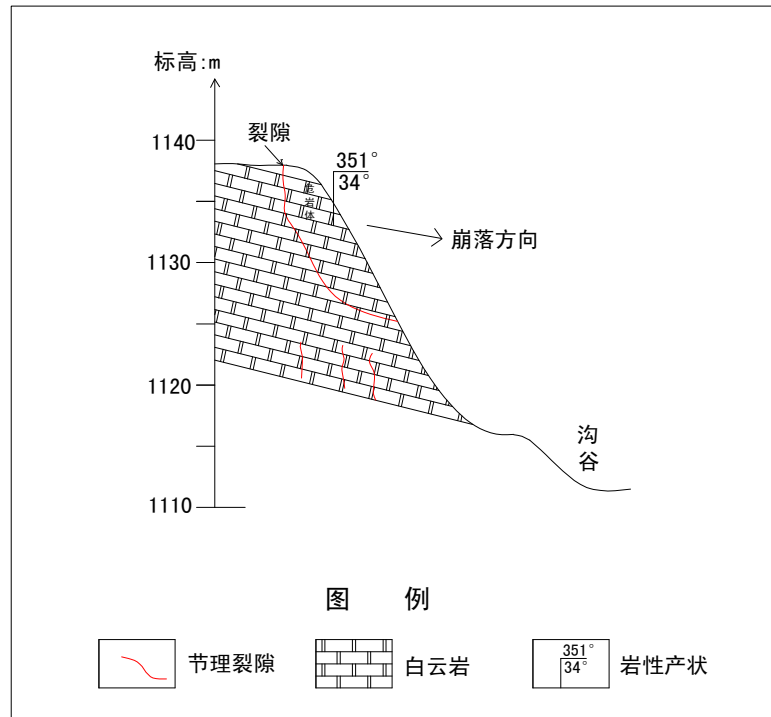 标高:m
1140
1130
1120
1110
裂隙
351°
34°
危岩体
崩落方向
沟谷
图 例
节理裂隙
白云岩
351°
34°
岩性产状